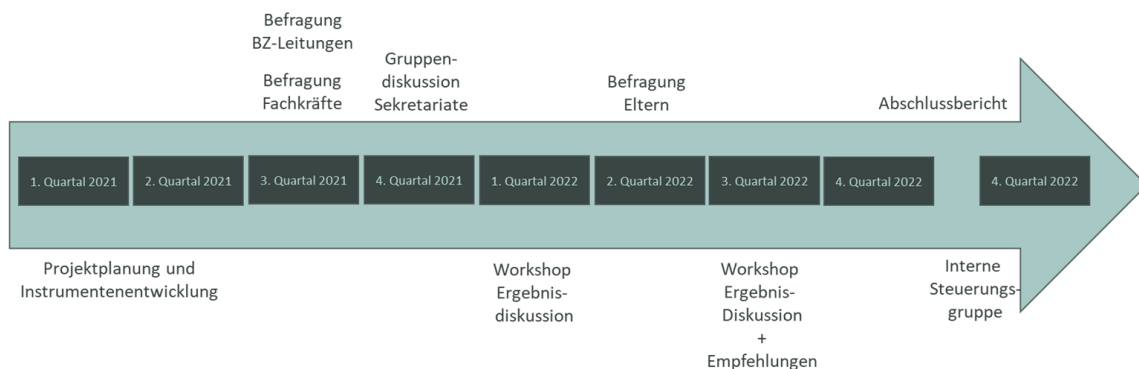 Befragung
BZ-Leitungen
Befragung
Fachkräfte
Gruppen-
diskussion
Sekretariate
Befragung
Eltern
Abschlussbericht
1. Quartal 2021
2. Quartal 2021
3. Quartal 2021
4. Quartal 2021
1. Quartal 2022
2. Quartal 2022
3. Quartal 2022
4. Quartal 2022
4. Quartal 2022
Projektplanung und
Instrumentenentwicklung
Workshop
Ergebnis-
diskussion
Workshop
Ergebnis-
Diskussion
+
Empfehlungen
Interne
Steuerungs-
gruppe